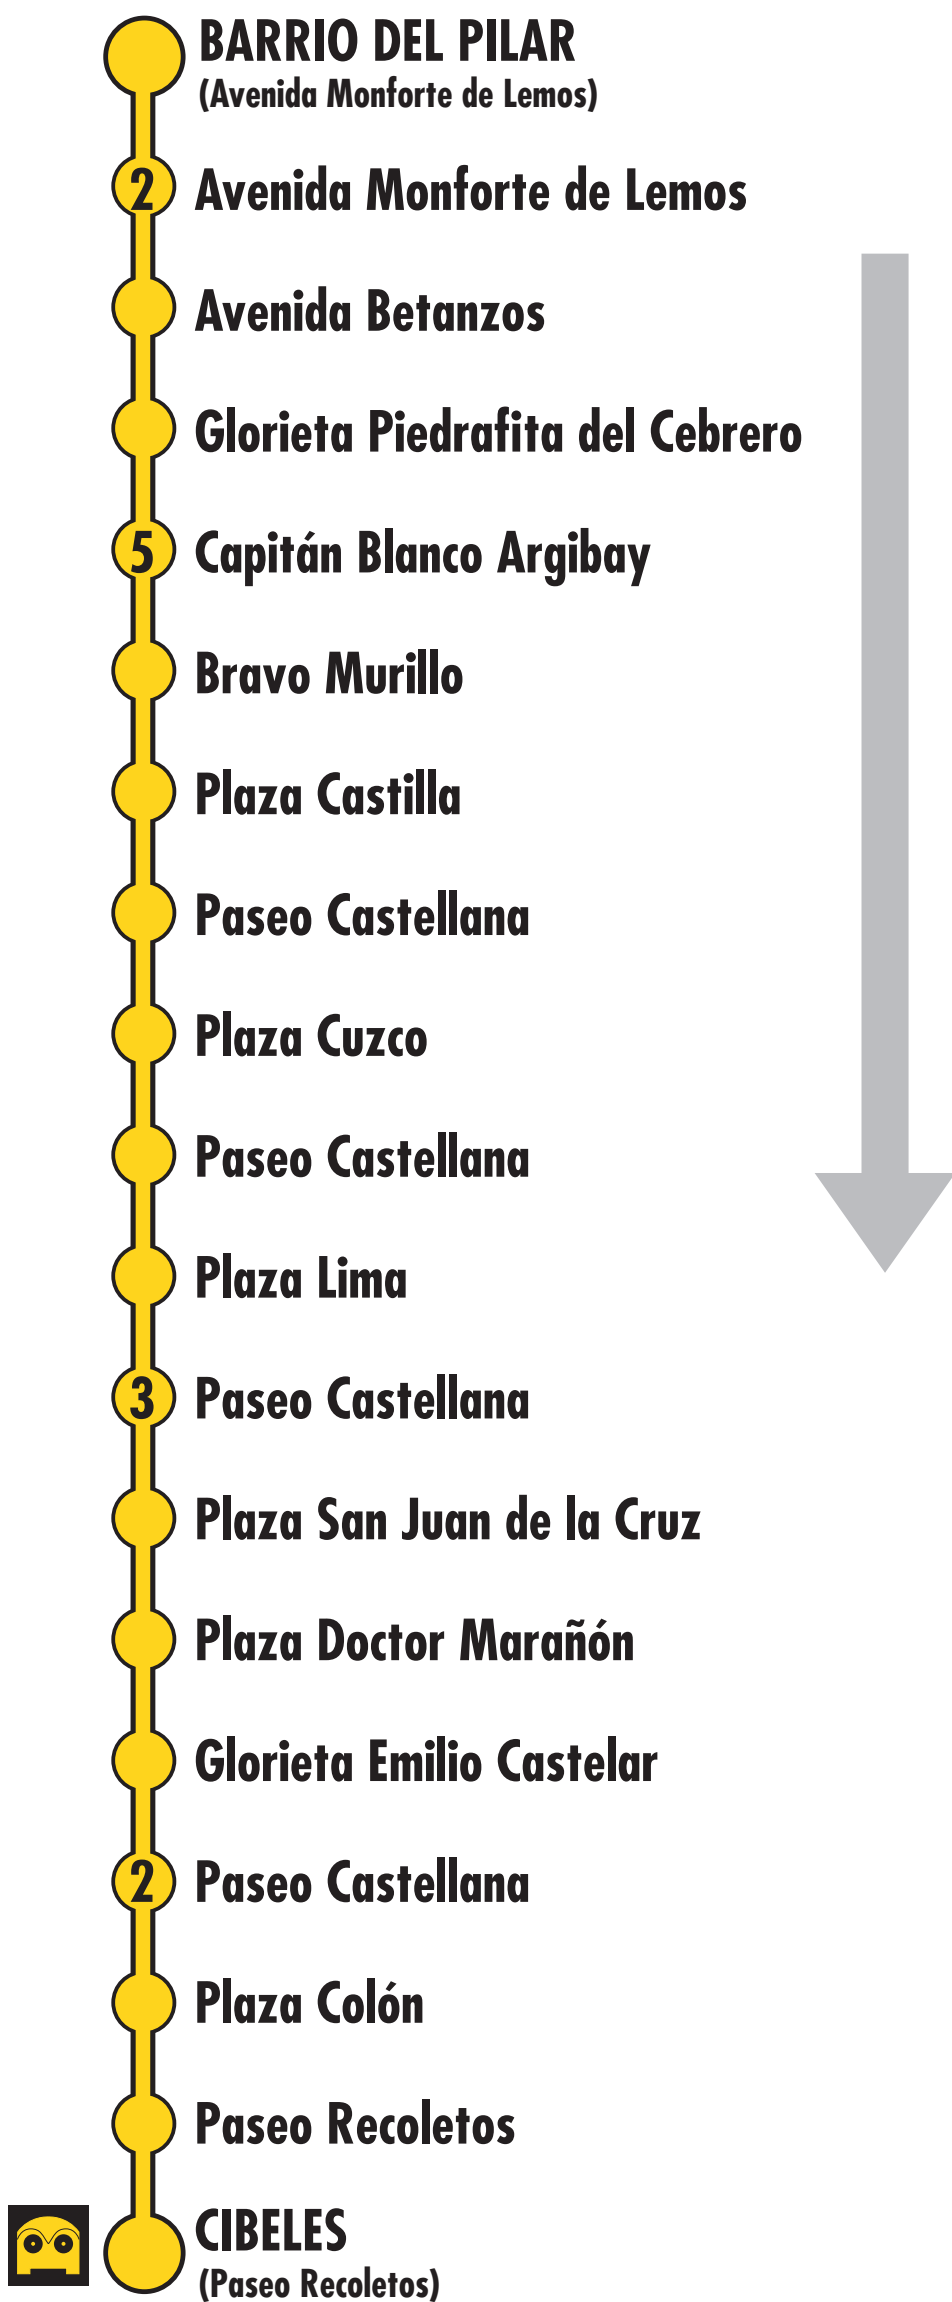 BARRIO DEL PILAR
(Avenida Monforte de Lemos)
2 Avenida Monforte de Lemos
Avenida Betanzos
Glorieta Piedrafita del Cebrero
5 Capitán Blanco Argibay
Bravo Murillo
Plaza Castilla
Paseo Castellana
Plaza Cuzco
Paseo Castellana
Plaza Lima
3 Paseo Castellana
Plaza San Juan de la Cruz
Plaza Doctor Marañón
Glorieta Emilio Castelar
2 Paseo Castellana
Plaza Colón
Paseo Recoletos
CIBELES
(Paseo Recoletos)